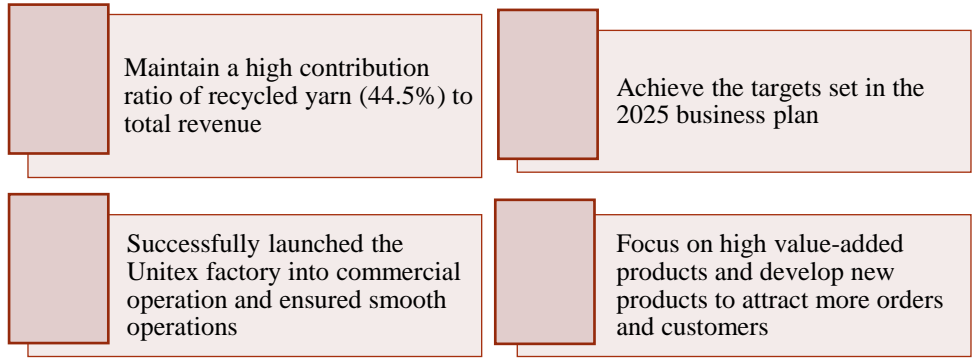 Maintain a high contribution
ratio of recycled yarn (44.5%) to
total revenue
Achieve the targets set in the
2025 business plan
Successfully launched the
Unitex factory into commercial
operation and ensured smooth
operations
Focus on high value-added
products and develop new
products to attract more orders
and customers